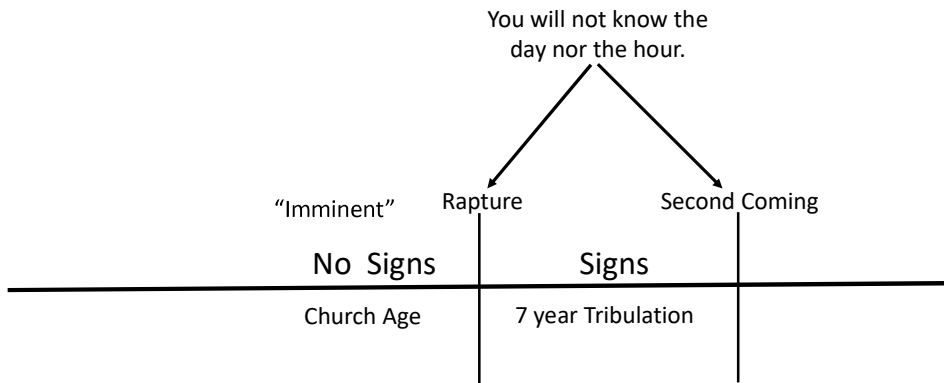 You will not know the
day nor the hour.
“Imminent”
Rapture
Second Coming
No Signs
Signs
Church Age
7 year Tribulation